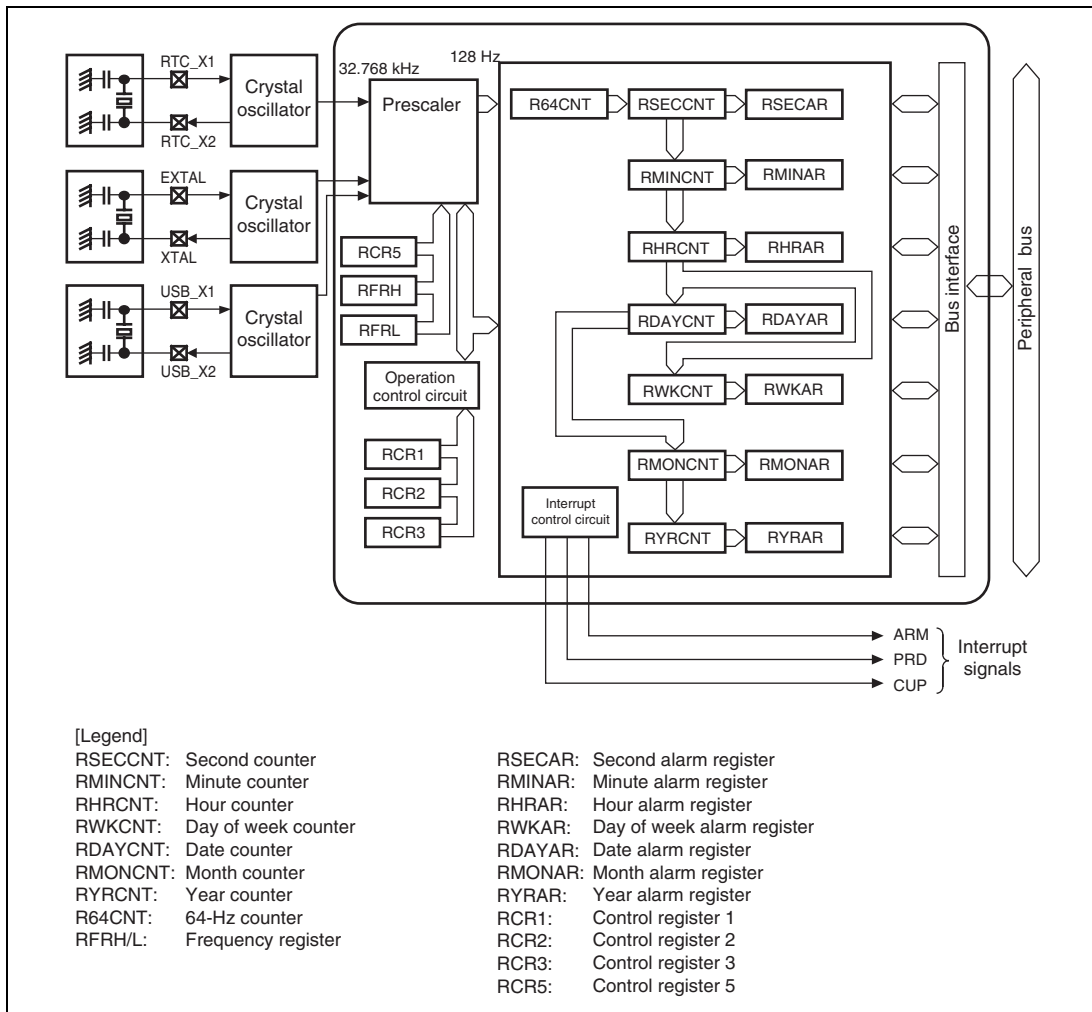 RTC_X1
RTC_X2
Crystal
oscillator
EXTAL
XTAL
Crystal
oscillator
USB_X1
USB_X2
Crystal
oscillator
32.768 kHz
128 Hz
Prescaler
RCR5
RFRH
RFRL
Operation
control circuit
RCR1
RCR2
RCR3
R64CNT
RSECCNT
RSECAR
RMINCNT
RMINAR
RHRCNT
RHRAR
RDAYCNT
RDAYAR
RWKCNT
RWKAR
RMONCNT
RMONAR
RYRCNT
RYRAR
Interrupt
control circuit
Bus interface
Peripheral bus
ARM
PRD
CUP
Interrupt
signals
[Legend]
RSECCNT: Second counter
RMINCNT: Minute counter
RHRCNT: Hour counter
RWKCNT: Day of week counter
RDAYCNT: Date counter
RMONCNT: Month counter
RYRCNT: Year counter
R64CNT: 64-Hz counter
RFRH/L: Frequency register
RSECAR: Second alarm register
RMINAR: Minute alarm register
RHRAR: Hour alarm register
RWKAR: Day of week alarm register
RDAYAR: Date alarm register
RMONAR: Month alarm register
RYRAR: Year alarm register
RCR1: Control register 1
RCR2: Control register 2
RCR3: Control register 3
RCR5: Control register 5